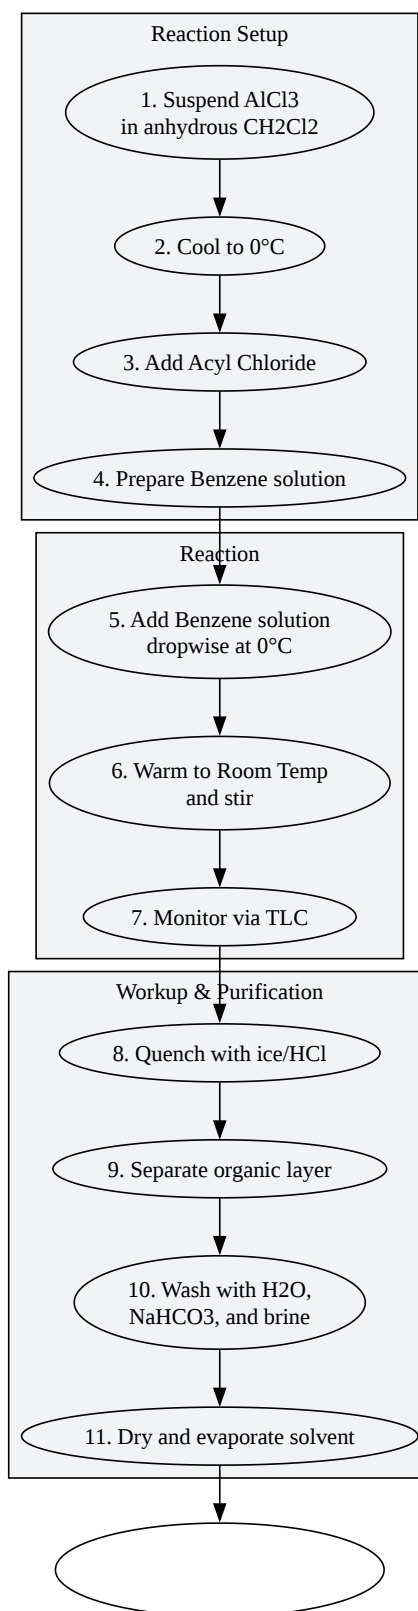 Reaction Setup
1. Suspend AlCl3
in anhydrous CH2Cl2
2. Cool to 0°C
3. Add Acyl Chloride
4. Prepare Benzene solution
Reaction
5. Add Benzene solution
dropwise at 0°C
6. Warm to Room Temp
and stir
7. Monitor via TLC
Workup & Purification
8. Quench with ice/HCl
9. Separate organic layer
10. Wash with H2O,
NaHCO3, and brine
11. Dry and evaporate solvent